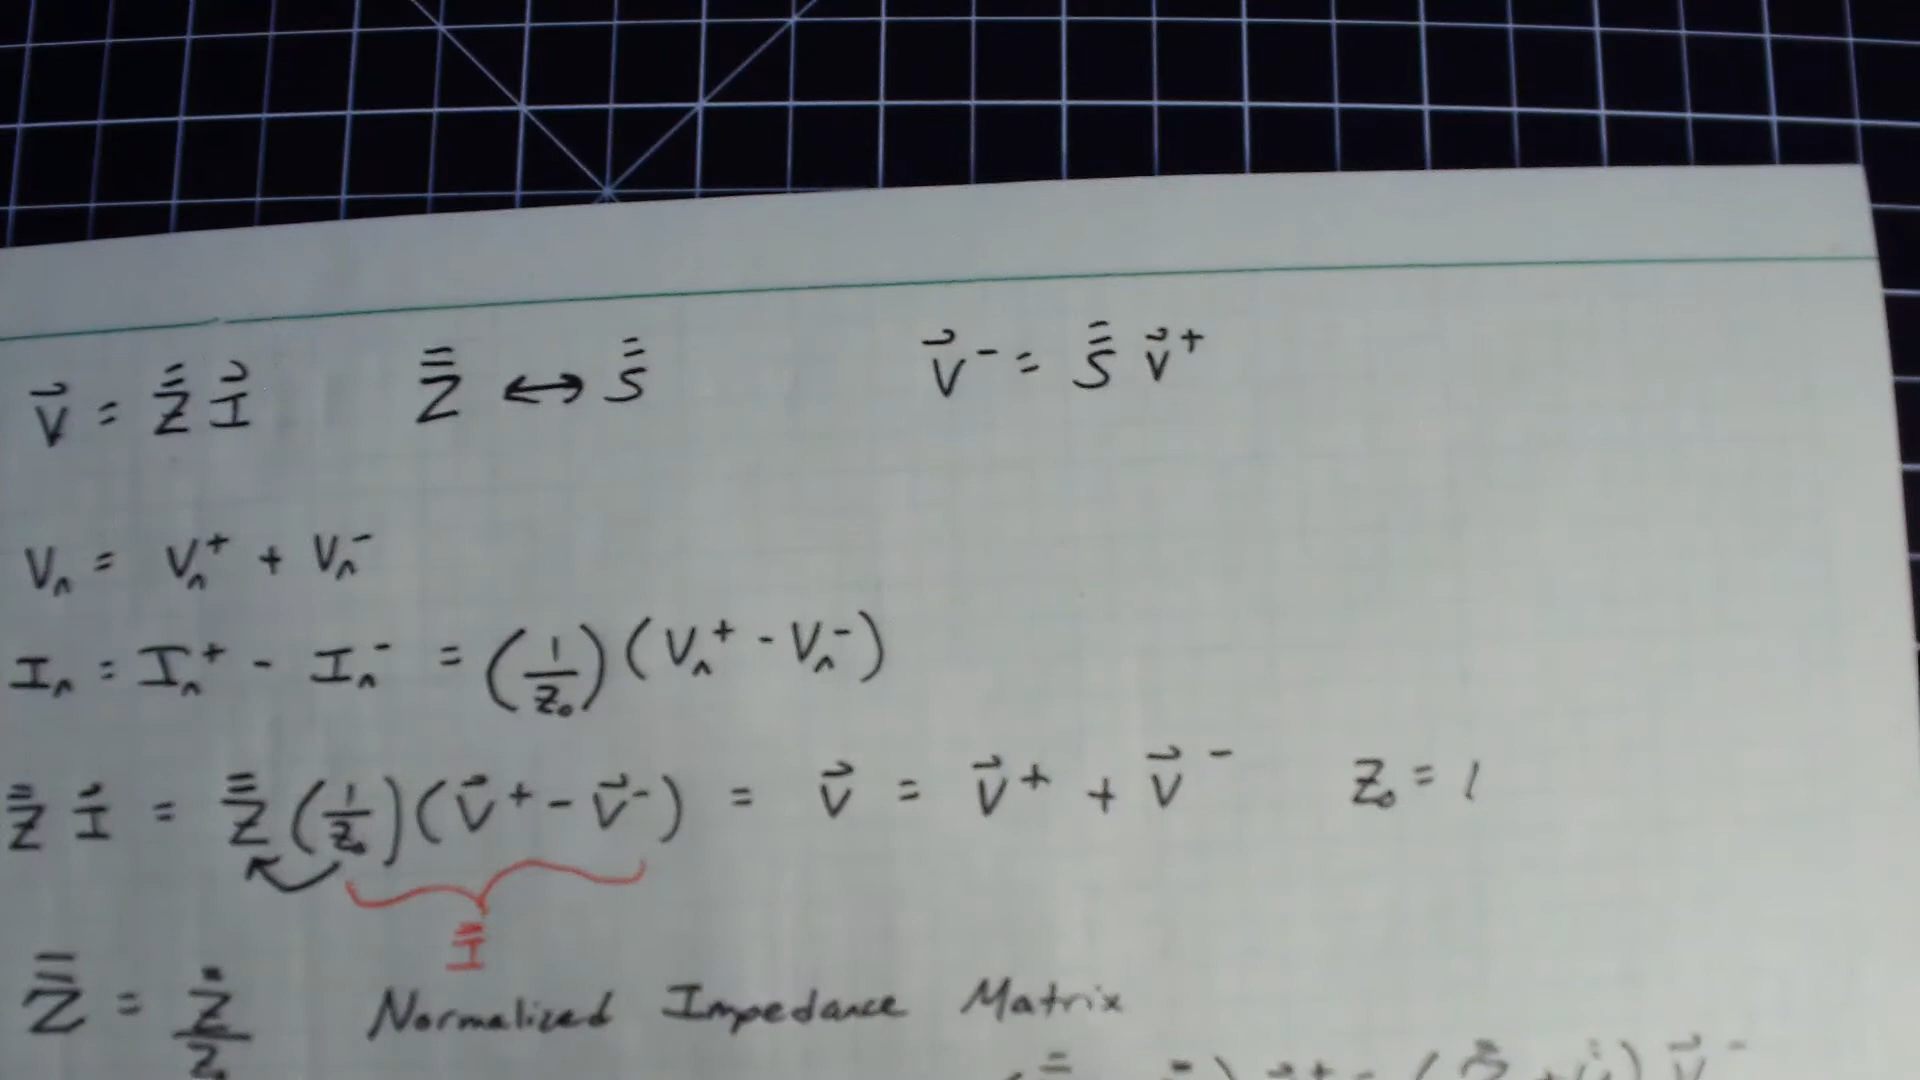 V⃗ = Z̿ I⃗ Z̿ ↔ S̿ V⃗⁻ = S̿ V⃗⁺
Vₙ = Vₙ⁺ + Vₙ⁻
Iₙ = Iₙ⁺ - Iₙ⁻ = (1/Z₀)(Vₙ⁺ - Vₙ⁻)
Z̿ I⃗ = Z̿ (1/Z₀)(V⃗⁺ - V⃗⁻) = V⃗ = V⃗⁺ + V⃗⁻ Z₀ = 1
I⃗
Z̿ = Z̿/Z₀ Normalized Impedance Matrix